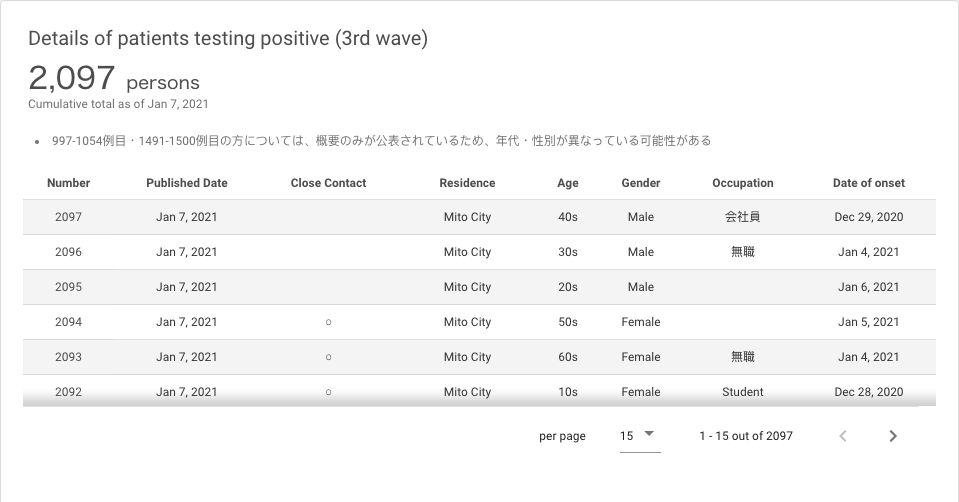 Details of patients testing positive (3rd wave)
2,097 persons
Cumulative total as of Jan 7, 2021
• 997-1054例目・1491-1500例目の方については、概要のみが公表されているため、年代・性別が異なっている可能性がある
Number Published Date Close Contact Residence Age Gender Occupation Date of onset
2097 Jan 7, 2021 Mito City 40s Male 会社員 Dec 29, 2020
2096 Jan 7, 2021 Mito City 30s Male 無職 Jan 4, 2021
2095 Jan 7, 2021 Mito City 20s Male Jan 6, 2021
2094 Jan 7, 2021 ○ Mito City 50s Female Jan 5, 2021
2093 Jan 7, 2021 ○ Mito City 60s Female 無職 Jan 4, 2021
2092 Jan 7, 2021 ○ Mito City 10s Female Student Dec 28, 2020
per page 15 1 - 15 out of 2097